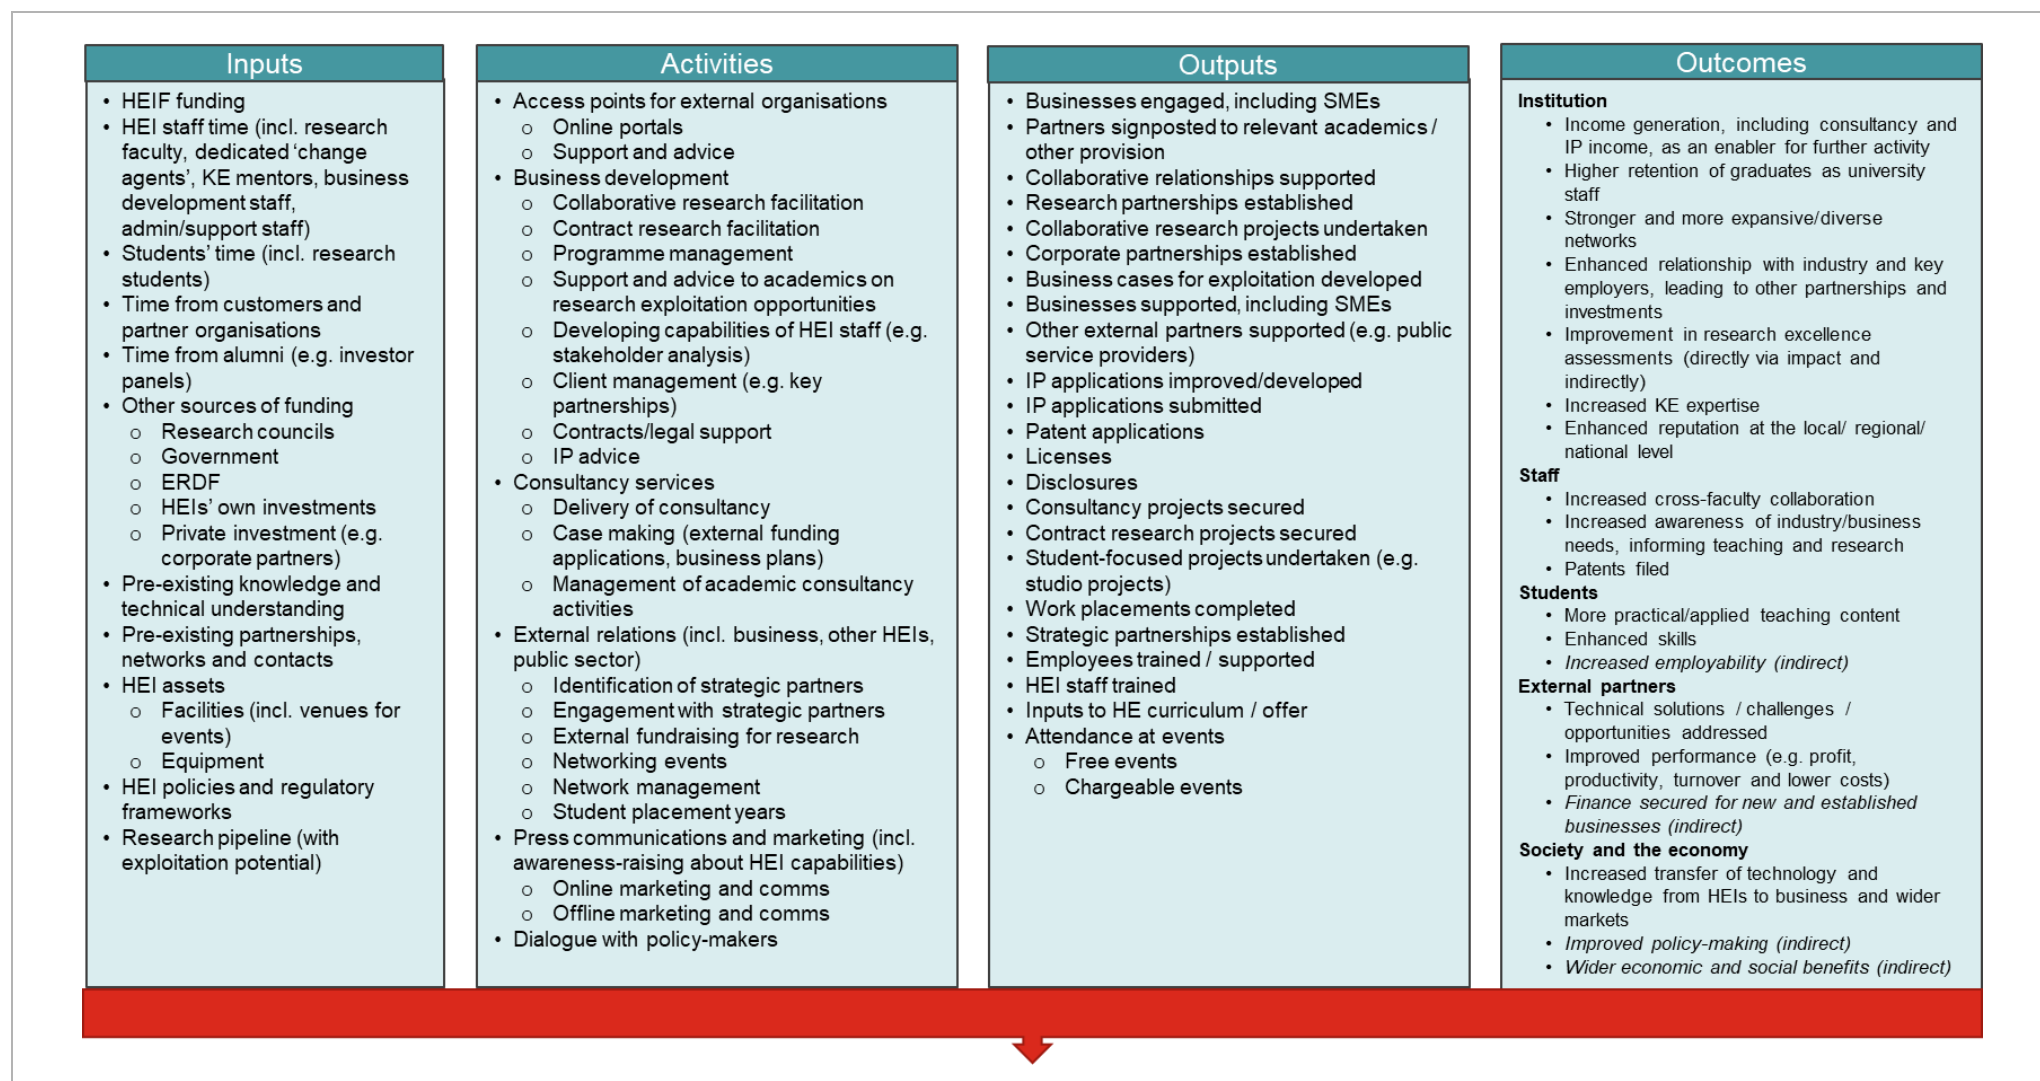 Inputs
• HEIF funding
• HEI staff time (incl. research
faculty, dedicated ‘change
agents’, KE mentors, business
development staff,
admin/support staff)
• Students’ time (incl. research
students)
• Time from customers and
partner organisations
• Time from alumni (e.g. investor
panels)
• Other sources of funding
o Research councils
o Government
o ERDF
o HEIs’ own investments
o Private investment (e.g.
corporate partners)
• Pre-existing knowledge and
technical understanding
• Pre-existing partnerships,
networks and contacts
• HEI assets
o Facilities (incl. venues for
events)
o Equipment
• HEI policies and regulatory
frameworks
• Research pipeline (with
exploitation potential)
Activities
• Access points for external organisations
o Online portals
o Support and advice
• Business development
o Collaborative research facilitation
o Contract research facilitation
o Programme management
o Support and advice to academics on
research exploitation opportunities
o Developing capabilities of HEI staff (e.g.
stakeholder analysis)
o Client management (e.g. key
partnerships)
o Contracts/legal support
o IP advice
• Consultancy services
o Delivery of consultancy
o Case making (external funding
applications, business plans)
o Management of academic consultancy
activities
• External relations (incl. business, other HEIs,
public sector)
o Identification of strategic partners
o Engagement with strategic partners
o External fundraising for research
o Networking events
o Network management
o Student placement years
• Press communications and marketing (incl.
awareness-raising about HEI capabilities)
o Online marketing and comms
o Offline marketing and comms
• Dialogue with policy-makers
Outputs
• Businesses engaged, including SMEs
• Partners signposted to relevant academics /
other provision
• Collaborative relationships supported
• Research partnerships established
• Collaborative research projects undertaken
• Corporate partnerships established
• Business cases for exploitation developed
• Businesses supported, including SMEs
• Other external partners supported (e.g. public
service providers)
• IP applications improved/developed
• IP applications submitted
• Patent applications
• Licenses
• Disclosures
• Consultancy projects secured
• Contract research projects secured
• Student-focused projects undertaken (e.g.
studio projects)
• Work placements completed
• Strategic partnerships established
• Employees trained / supported
• HEI staff trained
• Inputs to HE curriculum / offer
• Attendance at events
o Free events
o Chargeable events
Outcomes
Institution
• Income generation, including consultancy and
IP income, as an enabler for further activity
• Higher retention of graduates as university
staff
• Stronger and more expansive/diverse
networks
• Enhanced relationship with industry and key
employers, leading to other partnerships and
investments
• Improvement in research excellence
assessments (directly via impact and
indirectly)
• Increased KE expertise
• Enhanced reputation at the local/ regional/
national level
Staff
• Increased cross-faculty collaboration
• Increased awareness of industry/business
needs, informing teaching and research
• Patents filed
Students
• More practical/applied teaching content
• Enhanced skills
• Increased employability (indirect)
External partners
• Technical solutions / challenges /
opportunities addressed
• Improved performance (e.g. profit,
productivity, turnover and lower costs)
• Finance secured for new and established
businesses (indirect)
Society and the economy
• Increased transfer of technology and
knowledge from HEIs to business and wider
markets
• Improved policy-making (indirect)
• Wider economic and social benefits (indirect)